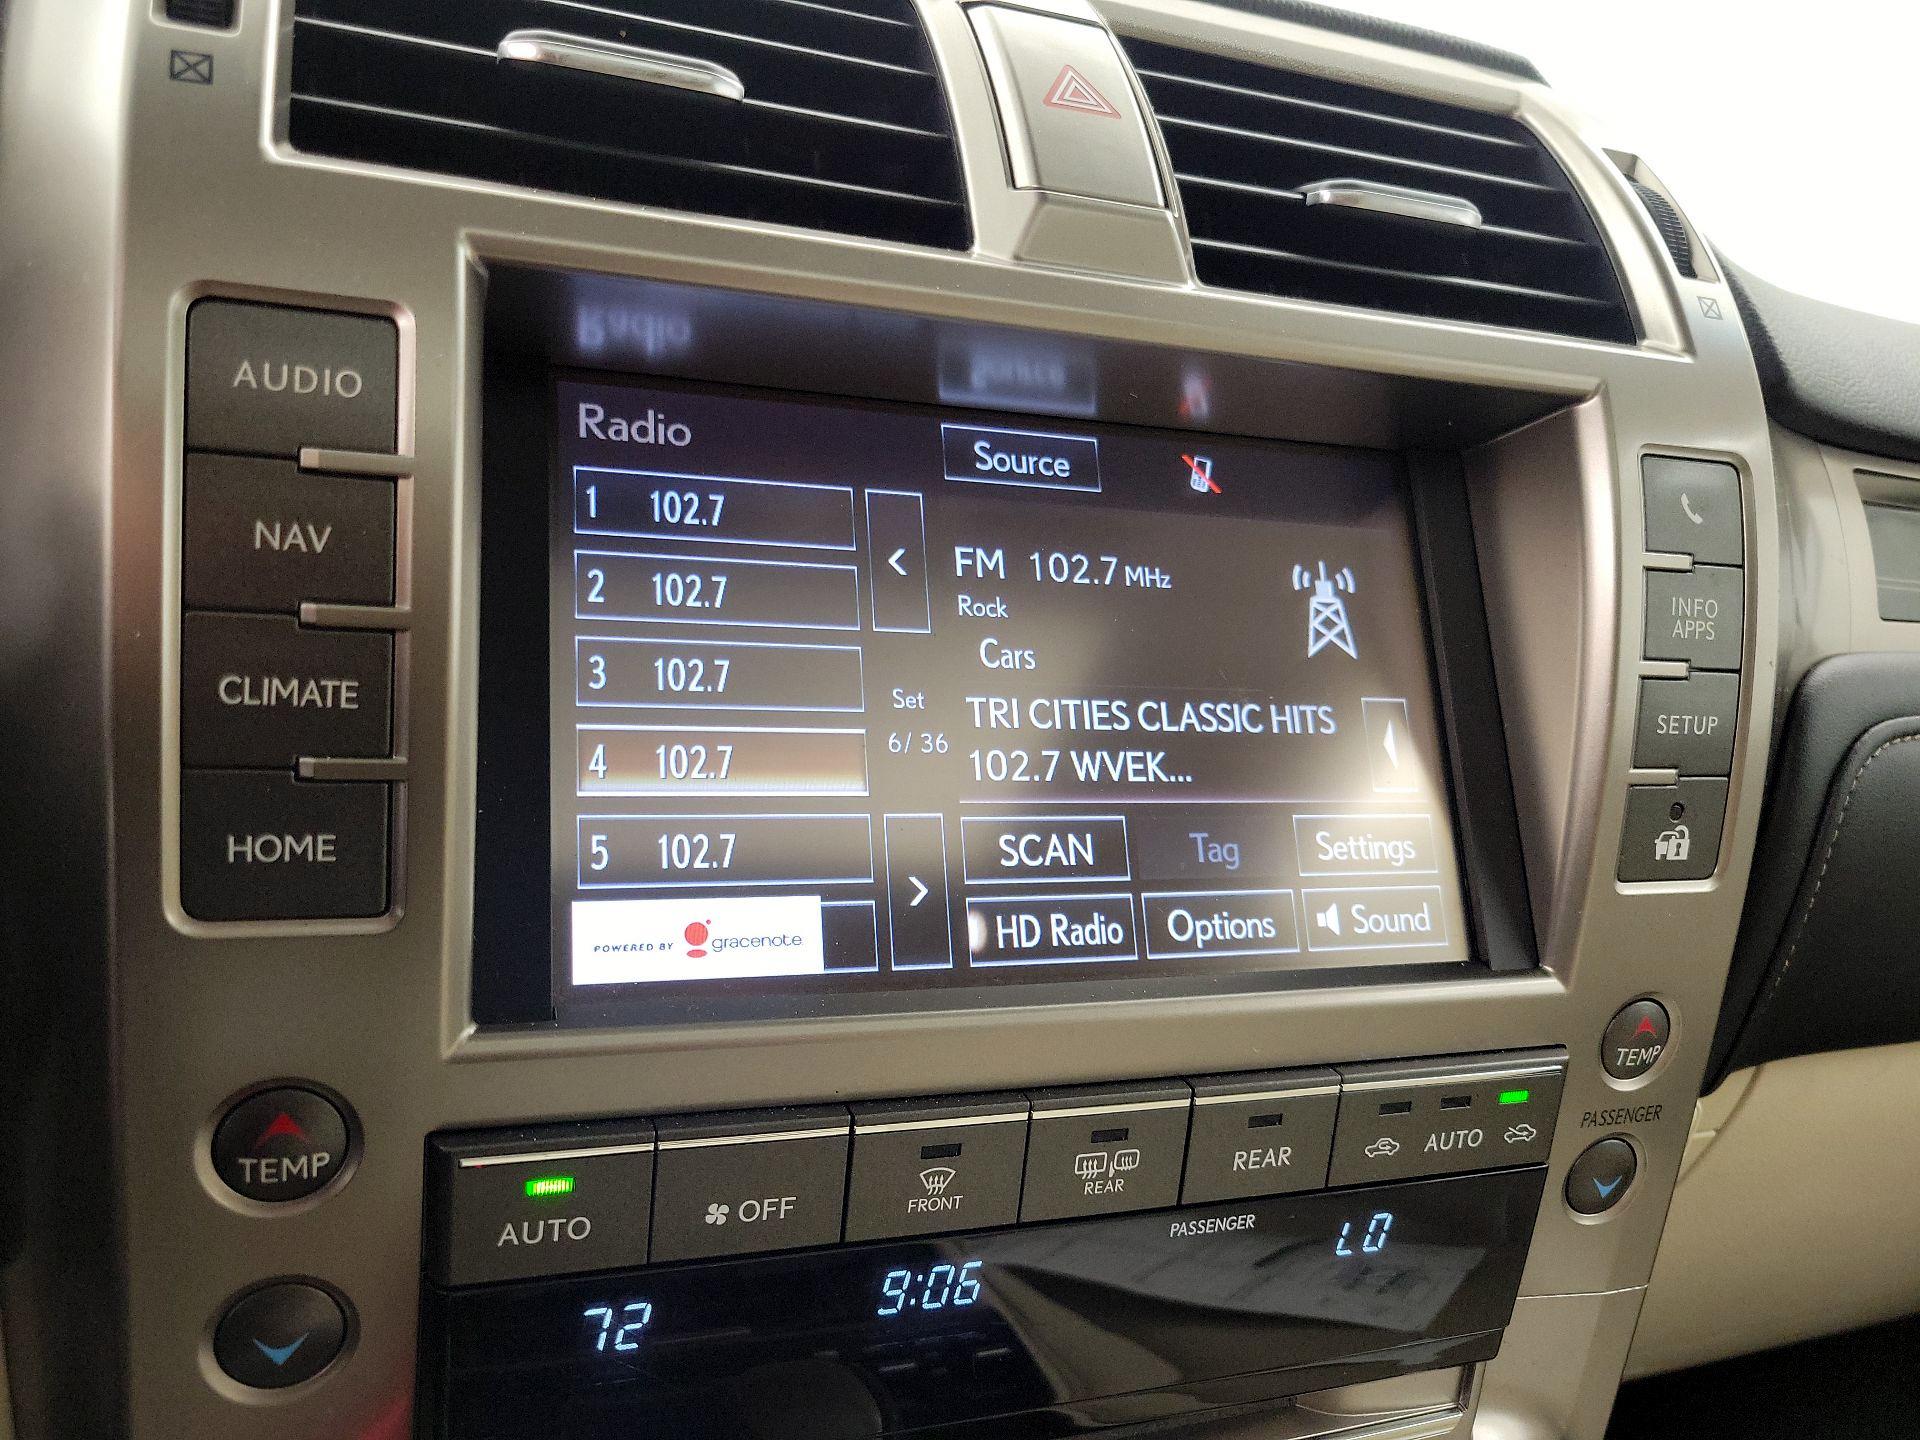 AUDIO
NAV
CLIMATE
HOME
Radio
Source
1 102.7
2 102.7
3 102.7
4 102.7
5 102.7
<
Set
6/ 36
>
FM 102.7 MHz
Rock
Cars
TRI CITIES CLASSIC HITS
102.7 WVEK...
SCAN
Tag
Settings
HD Radio
Options
Sound
POWERED BY gracenote
INFO
APPS
SETUP
TEMP
TEMP
PASSENGER
AUTO
OFF
FRONT
REAR
REAR
AUTO
PASSENGER
72
9:06
LO